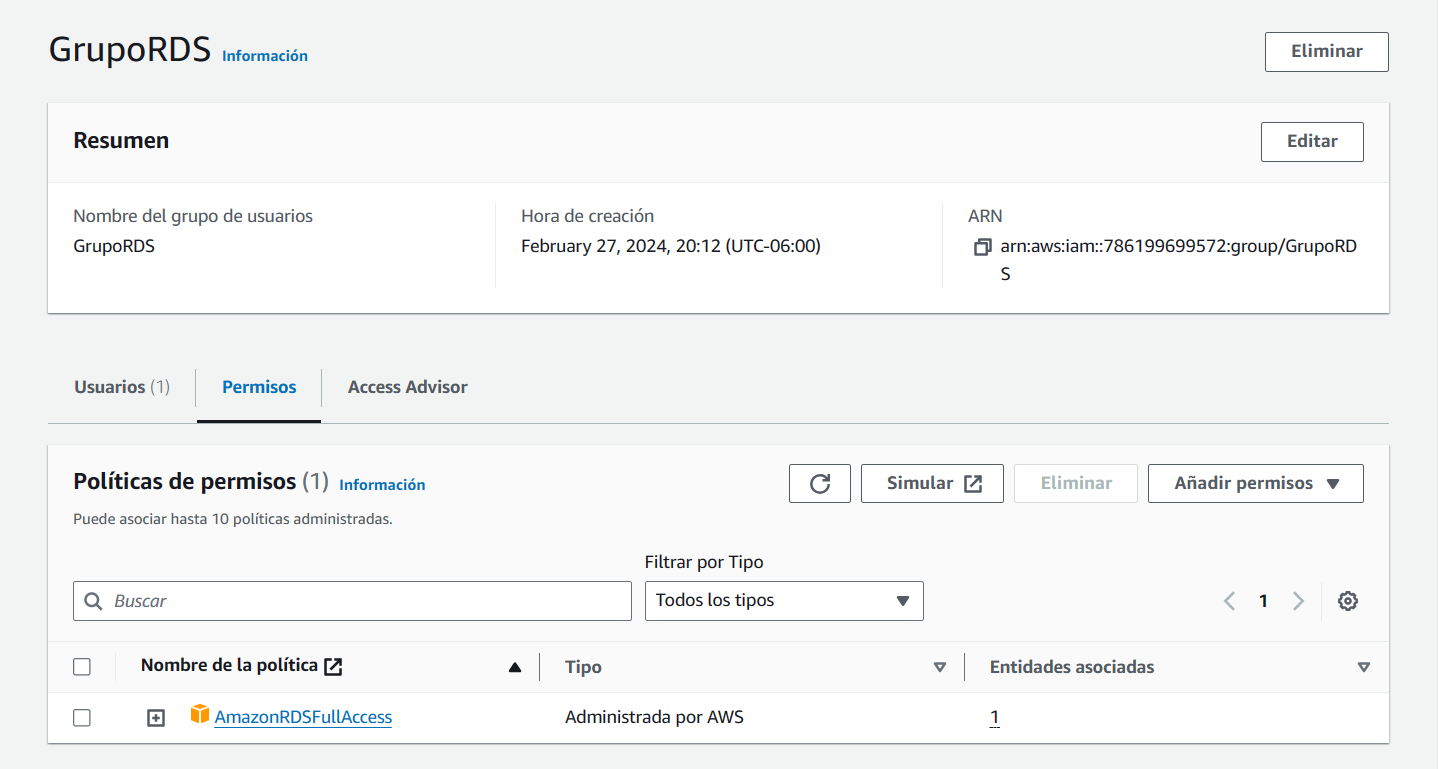 GrupoRDS Información
Eliminar
Resumen
Editar
Nombre del grupo de usuarios
GrupoRDS
Hora de creación
February 27, 2024, 20:12 (UTC-06:00)
ARN
arn:aws:iam::786199699572:group/GrupoRD
S
Usuarios (1)
Permisos
Access Advisor
Políticas de permisos (1) Información
Puede asociar hasta 10 políticas administradas.
Simular
Eliminar
Añadir permisos
Filtrar por Tipo
Buscar
Todos los tipos
1
Nombre de la política
Tipo
Entidades asociadas
AmazonRDSFullAccess
Administrada por AWS
1